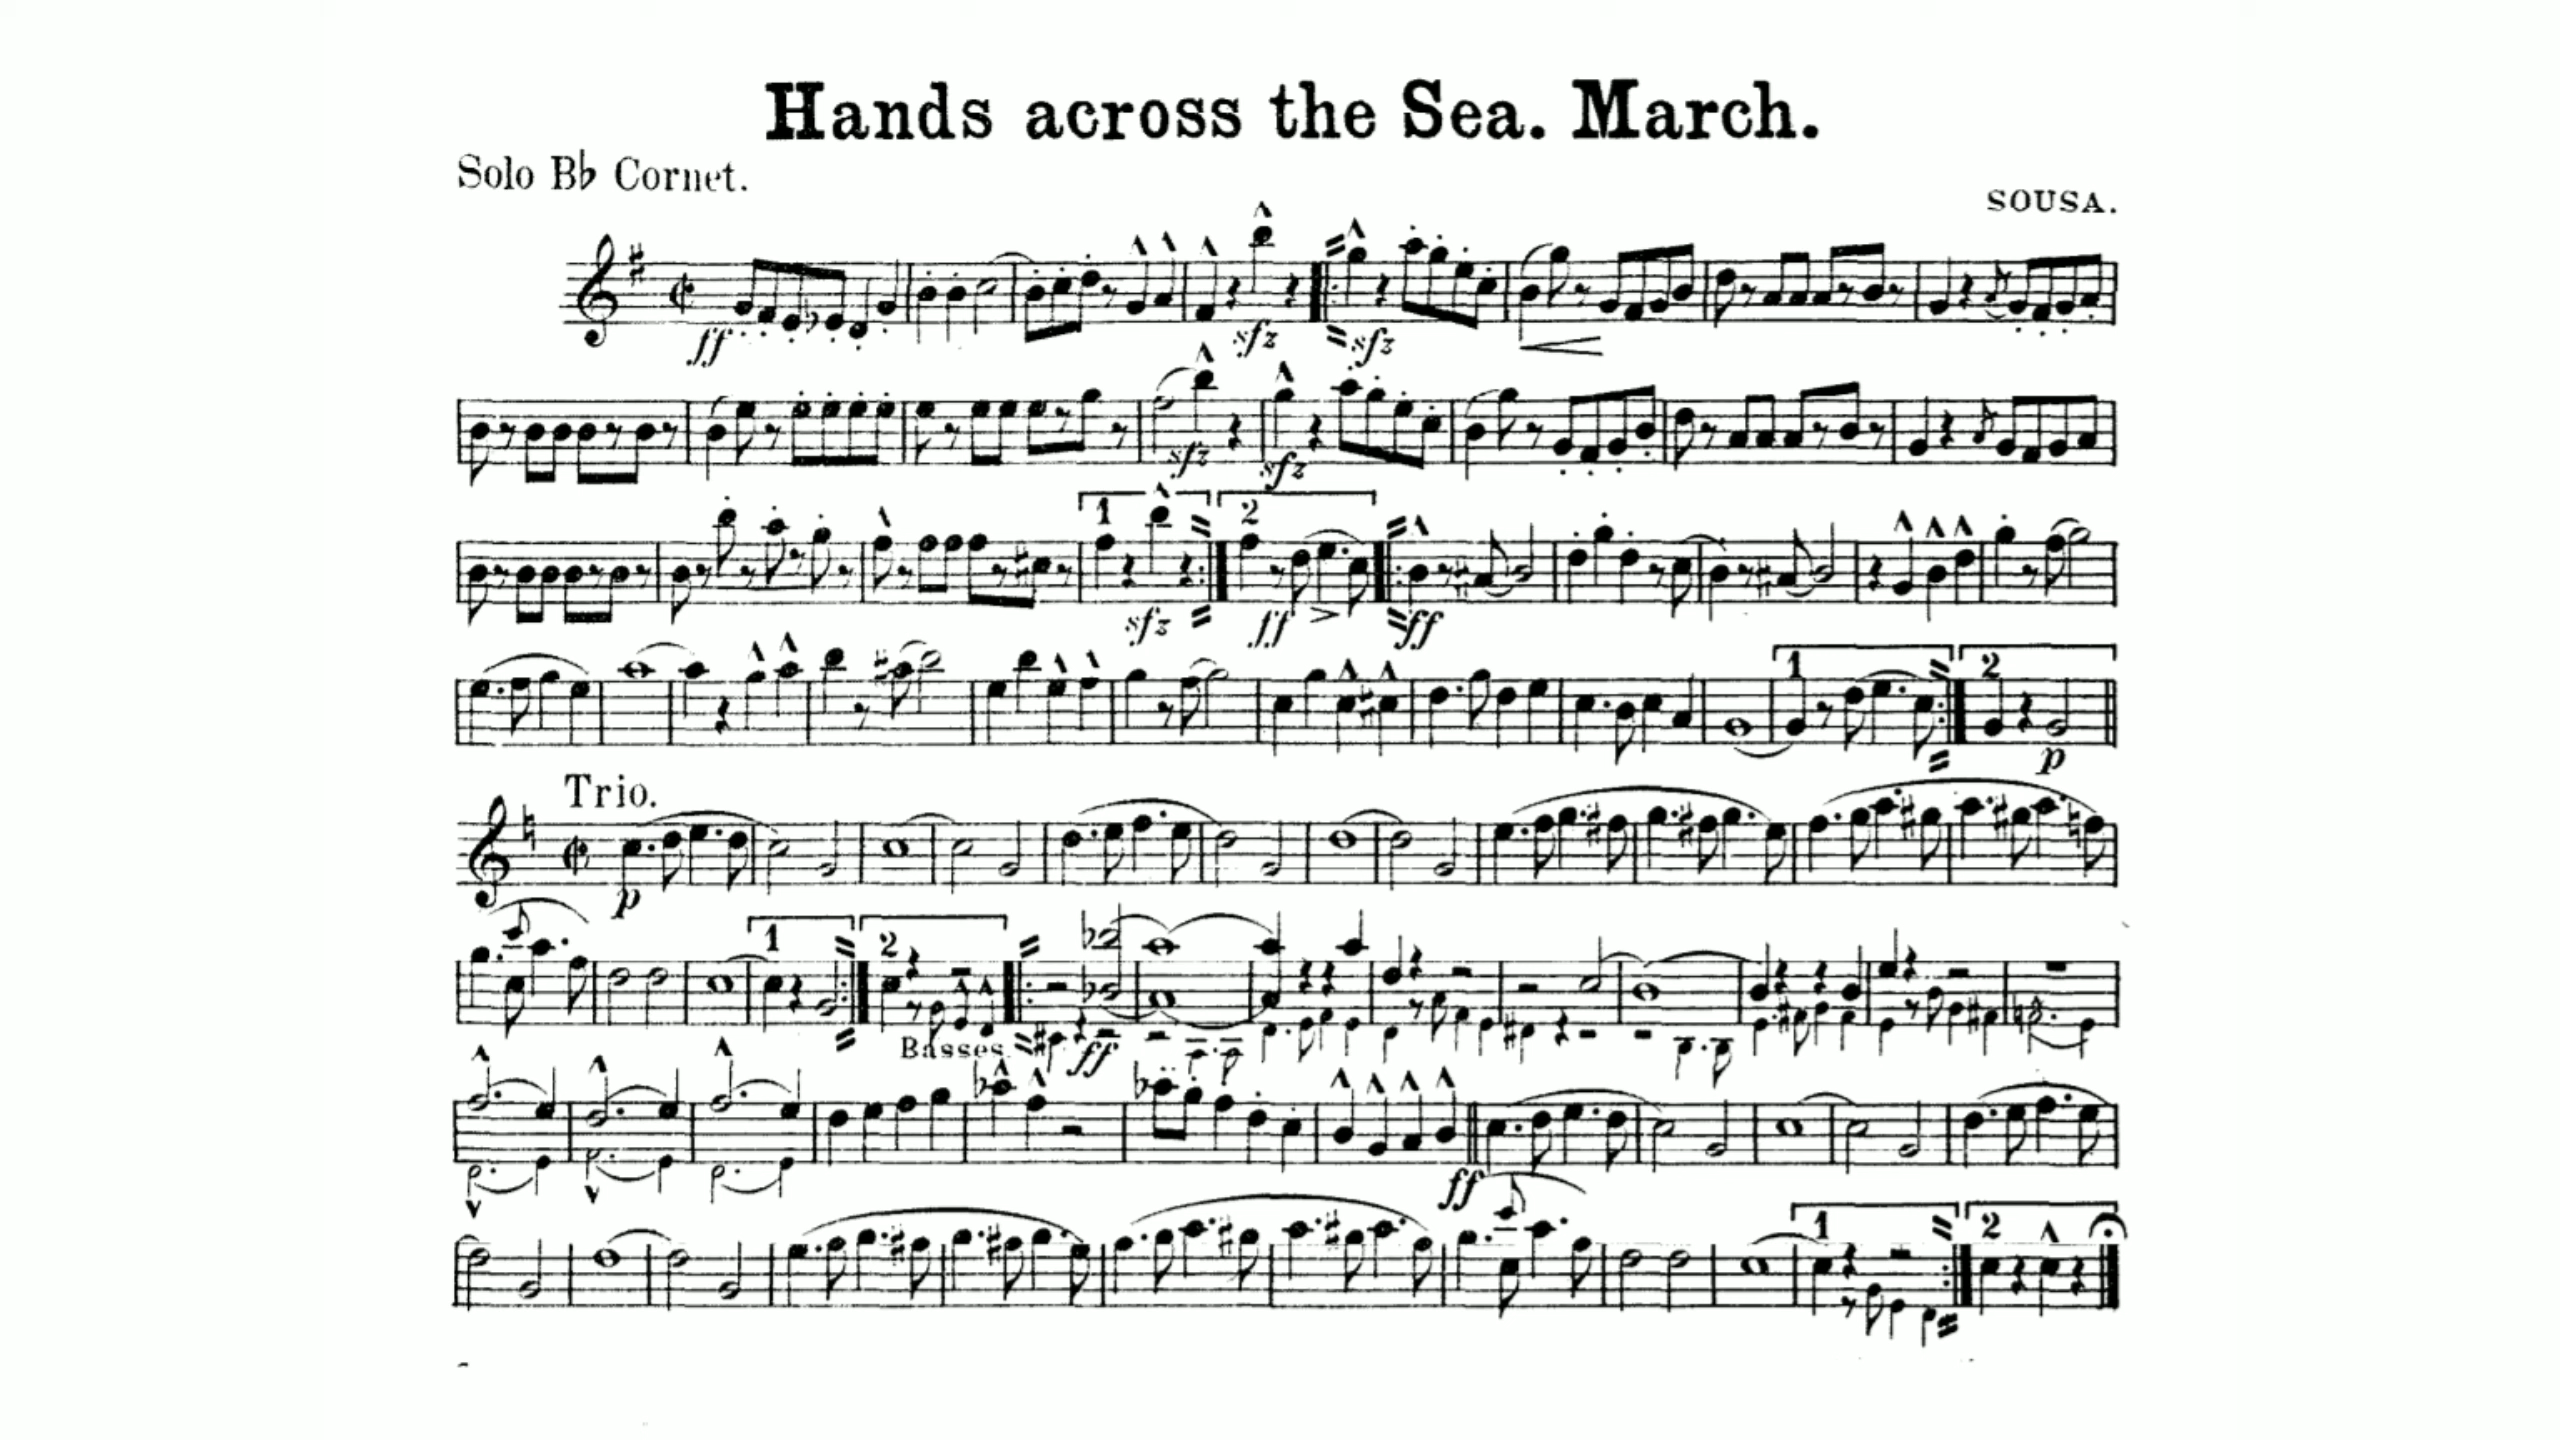 Hands across the Sea. March.
Solo B♭ Cornet.
SOUSA.
ff sfz sfz
sfz sfz
1 2
sfz ff ff
1 2
p
Trio.
p
1 2
Basses. ff
ff
1 2